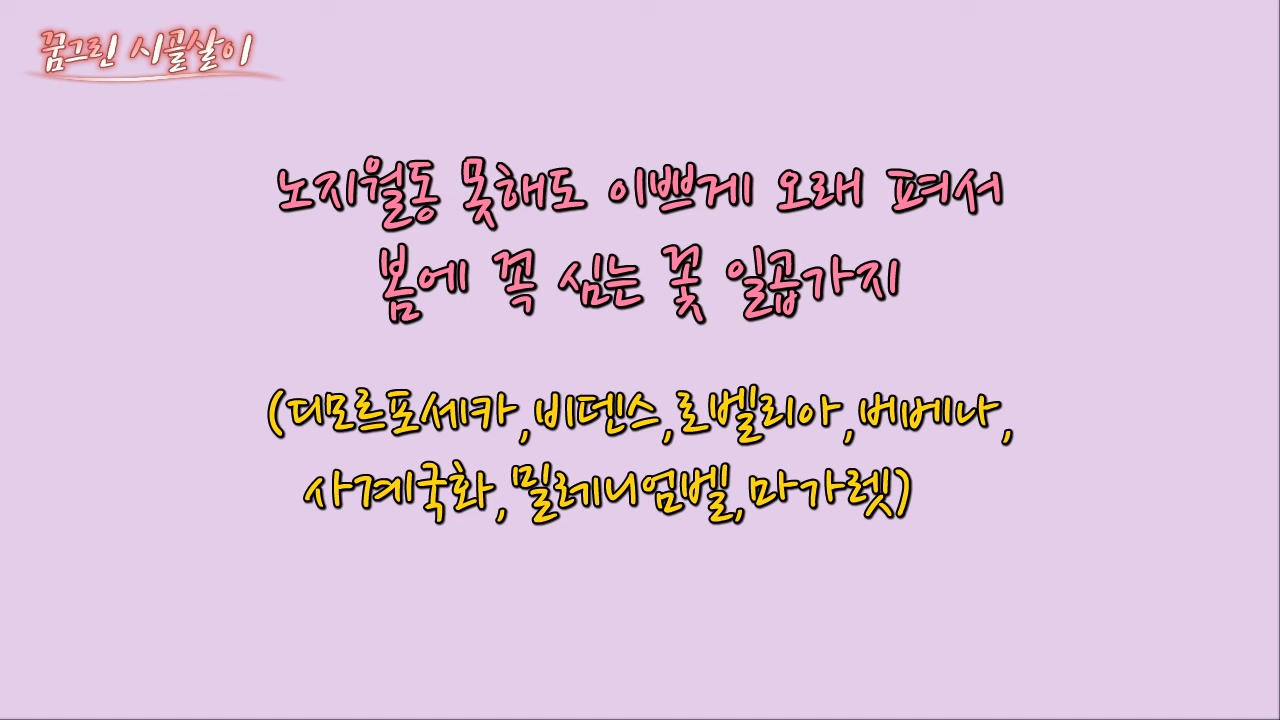 꿈그린 시골살이
노지월동 못해도 이쁘게 오래 펴서
봄에 꼭 심는 꽃 일곱가지
(디모르포세카,비덴스,로벨리아,버베나,
사계국화,밀레니엄벨,마가렛)